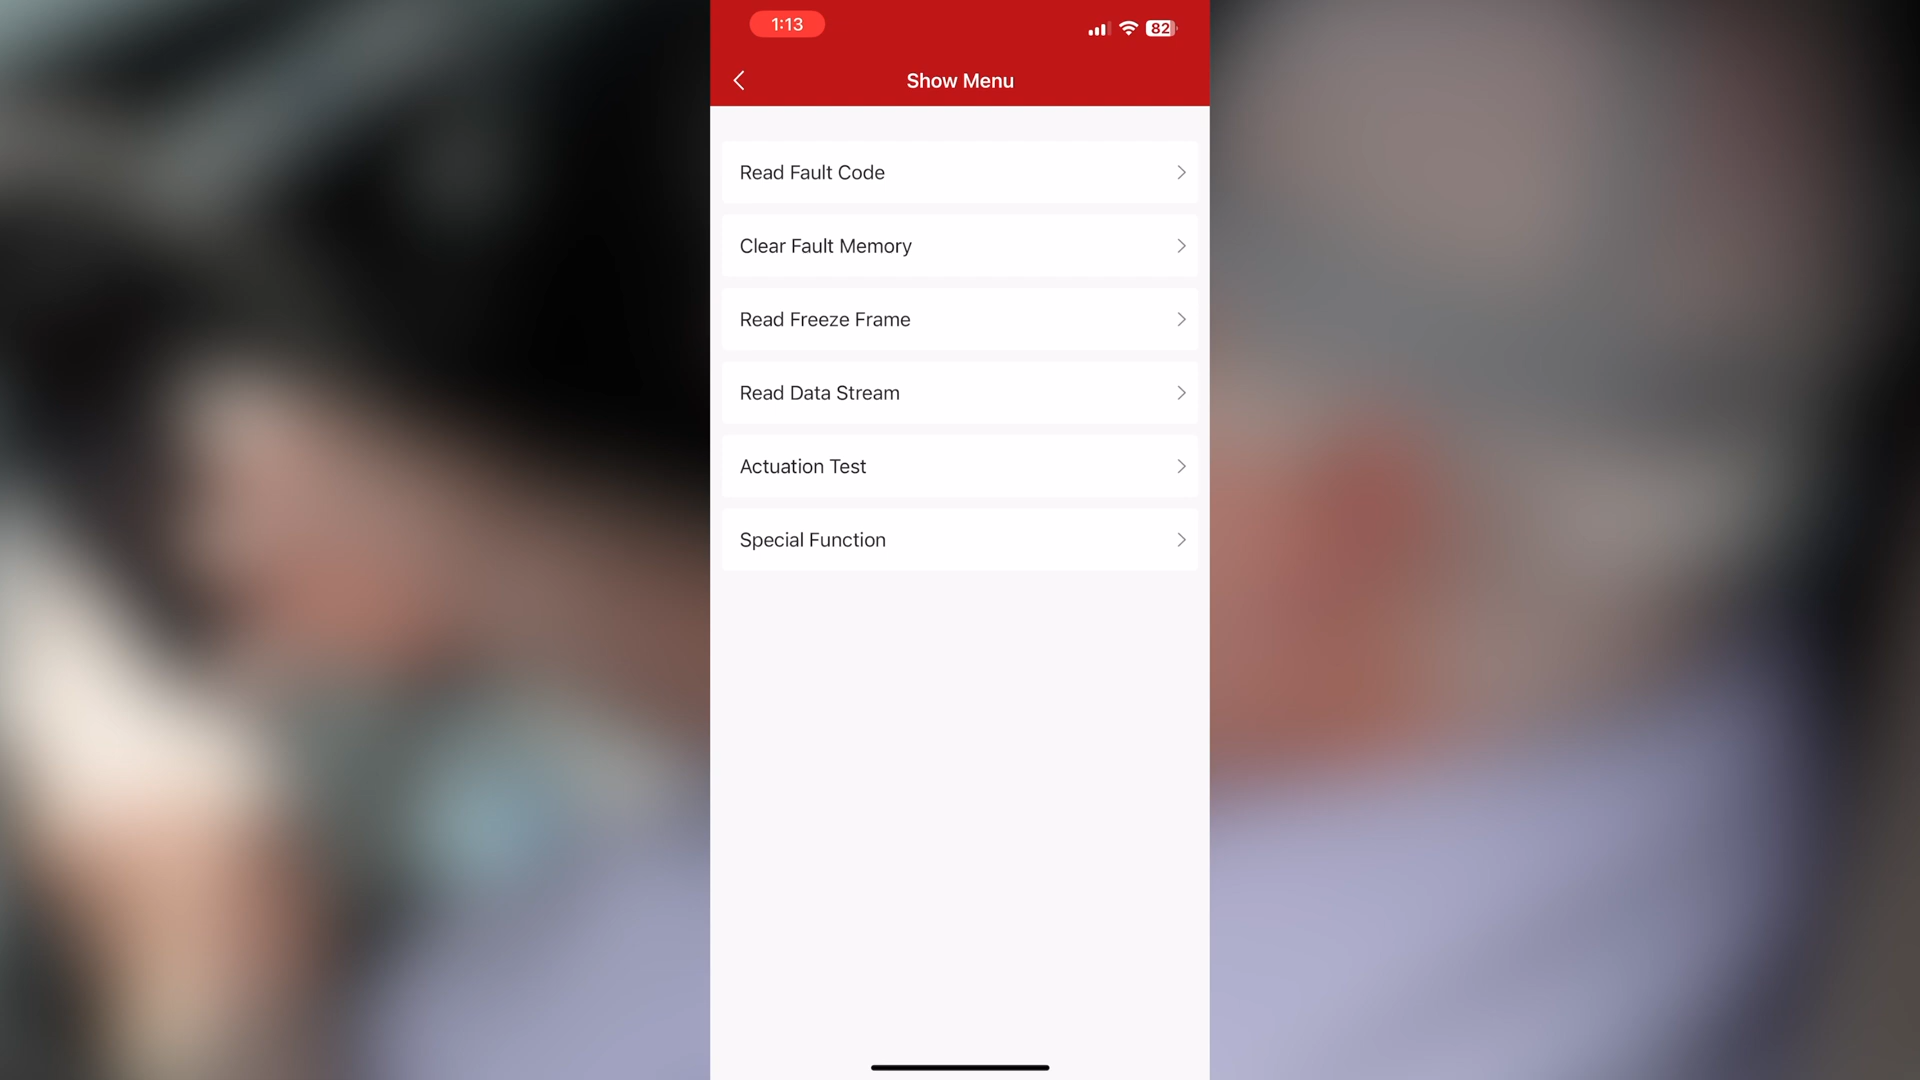 1:13
82
Show Menu
Read Fault Code
Clear Fault Memory
Read Freeze Frame
Read Data Stream
Actuation Test
Special Function